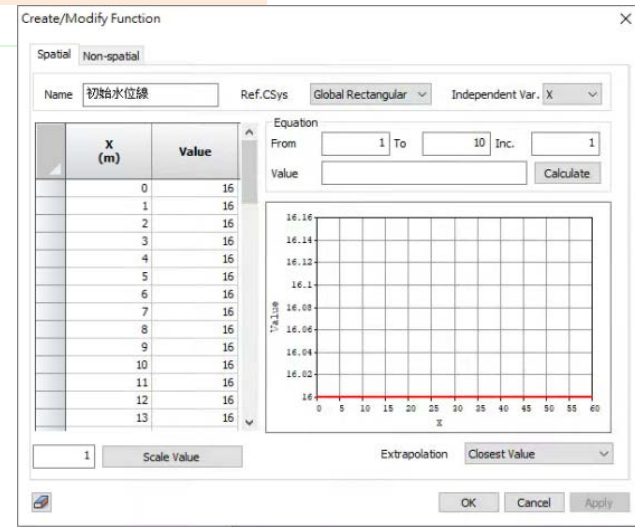 Create/Modify Function
Spatial Non-spatial
Name 初始水位線 Ref.CSys Global Rectangular Independent Var. X
X (m) Value
0 16
1 16
2 16
3 16
4 16
5 16
6 16
7 16
8 16
9 16
10 16
11 16
12 16
13 16
1 Scale Value
Equation
From 1 To 10 Inc. 1
Value Calculate
16.16
16.14
16.12
16.1
16.08
16.06
16.04
16.02
16
Value
0 5 10 15 20 25 30 35 40 45 50 55 60
X
Extrapolation Closest Value
OK Cancel Apply